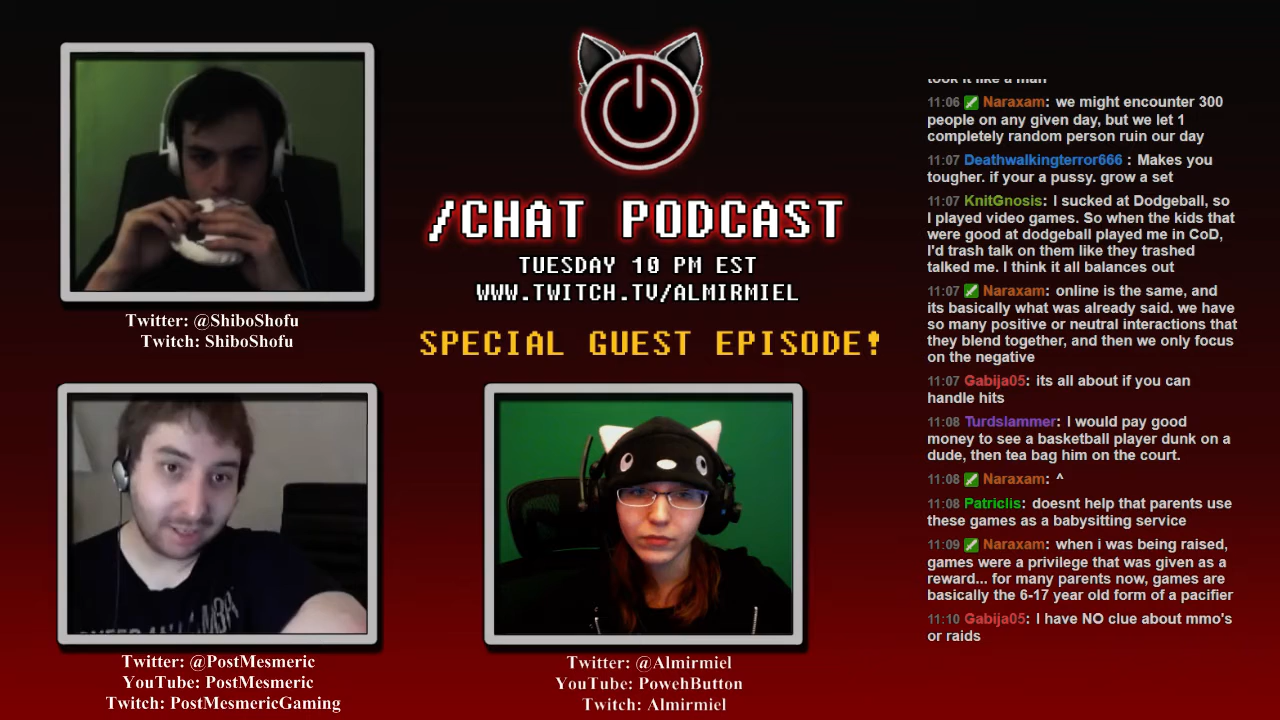 /CHAT PODCAST
TUESDAY 10 PM EST
WWW.TWITCH.TV/ALMIRMIEL
SPECIAL GUEST EPISODE!
Twitter: @ShiboShofu
Twitch: ShiboShofu
Twitter: @PostMesmeric
YouTube: PostMesmeric
Twitch: PostMesmericGaming
Twitter: @Almirmiel
YouTube: PowehButton
Twitch: Almirmiel
took it like a man
11:06 Naraxam: we might encounter 300
people on any given day, but we let 1
completely random person ruin our day
11:07 Deathwalkingterror666 : Makes you
tougher. if your a pussy. grow a set
11:07 KnitGnosis: I sucked at Dodgeball, so
I played video games. So when the kids that
were good at dodgeball played me in CoD,
I'd trash talk on them like they trashed
talked me. I think it all balances out
11:07 Naraxam: online is the same, and
its basically what was already said. we have
so many positive or neutral interactions that
they blend together, and then we only focus
on the negative
11:07 Gabija05: its all about if you can
handle hits
11:08 Turdslammer: I would pay good
money to see a basketball player dunk on a
dude, then tea bag him on the court.
11:08 Naraxam: ^
11:08 Patriclis: doesnt help that parents use
these games as a babysitting service
11:09 Naraxam: when i was being raised,
games were a privilege that was given as a
reward... for many parents now, games are
basically the 6-17 year old form of a pacifier
11:10 Gabija05: I have NO clue about mmo's
or raids